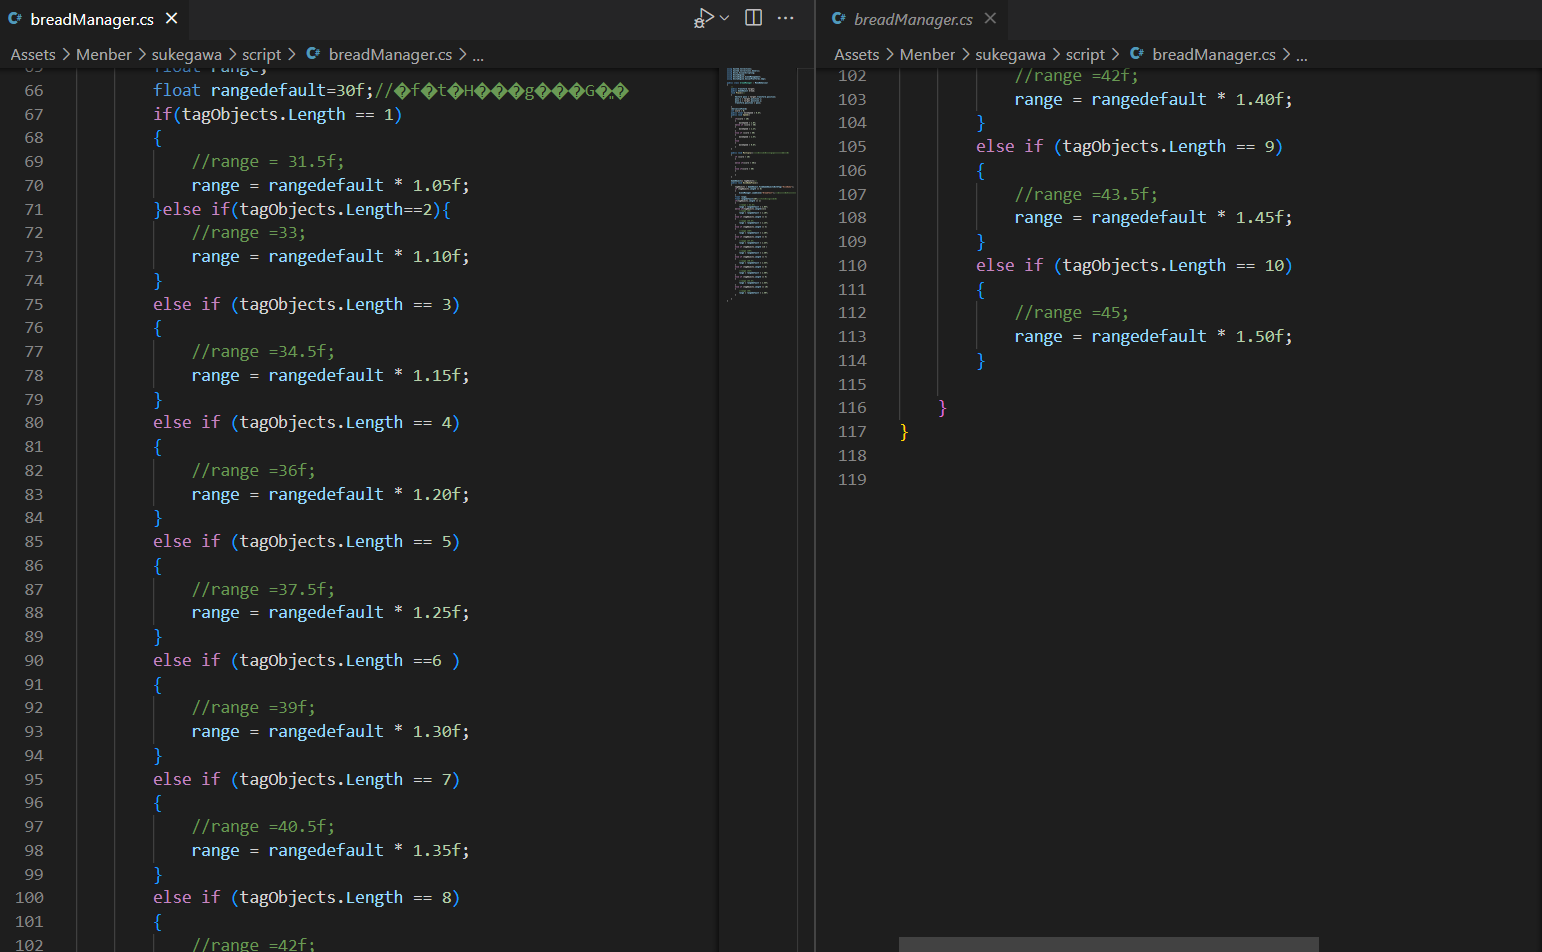 breadManager.cs
Assets > Menber > sukegawa > script > breadManager.cs > ...
float range;
66 float rangedefault=30f;//�f�t�H���g���G�͈�
67 if(tagObjects.Length == 1)
68 {
69 //range = 31.5f;
70 range = rangedefault * 1.05f;
71 }else if(tagObjects.Length==2){
72 //range =33;
73 range = rangedefault * 1.10f;
74 }
75 else if (tagObjects.Length == 3)
76 {
77 //range =34.5f;
78 range = rangedefault * 1.15f;
79 }
80 else if (tagObjects.Length == 4)
81 {
82 //range =36f;
83 range = rangedefault * 1.20f;
84 }
85 else if (tagObjects.Length == 5)
86 {
87 //range =37.5f;
88 range = rangedefault * 1.25f;
89 }
90 else if (tagObjects.Length ==6 )
91 {
92 //range =39f;
93 range = rangedefault * 1.30f;
94 }
95 else if (tagObjects.Length == 7)
96 {
97 //range =40.5f;
98 range = rangedefault * 1.35f;
99 }
100 else if (tagObjects.Length == 8)
101 {
102 //range =42f;
breadManager.cs
Assets > Menber > sukegawa > script > breadManager.cs > ...
102 //range =42f;
103 range = rangedefault * 1.40f;
104 }
105 else if (tagObjects.Length == 9)
106 {
107 //range =43.5f;
108 range = rangedefault * 1.45f;
109 }
110 else if (tagObjects.Length == 10)
111 {
112 //range =45;
113 range = rangedefault * 1.50f;
114 }
115
116 }
117 }
118
119